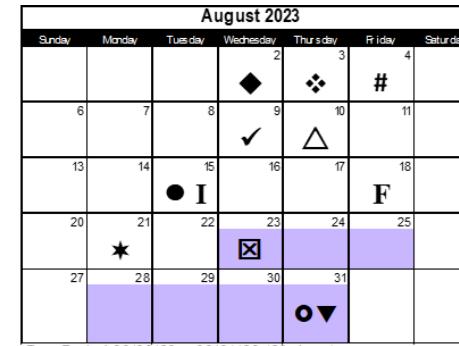 August 2023
Sunday Monday Tuesday Wednesday Thursday Friday Saturda
2 3 4
◆ ❖ #
6 7 8 9 10 11
✓ △
13 14 15 16 17 18
● I F
20 21 22 23 24 25
✶ ☒
27 28 29 30 31
○▼